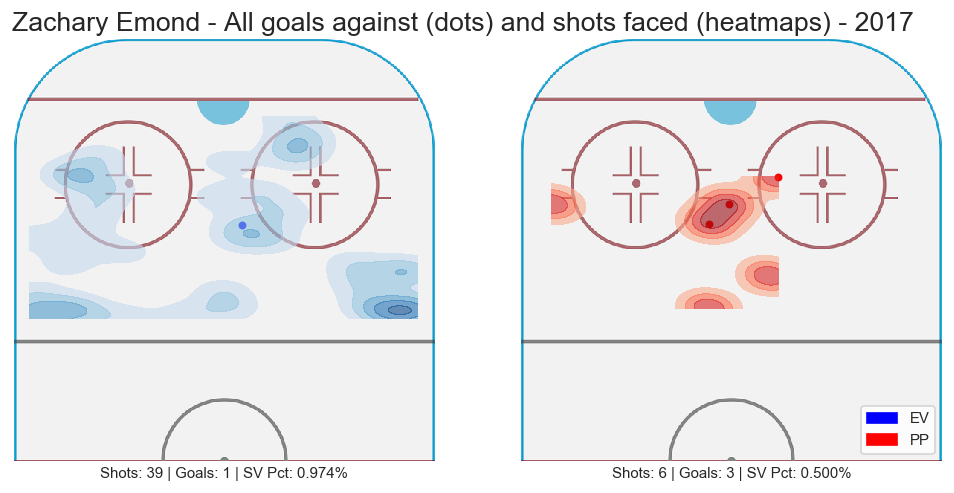 Zachary Emond - All goals against (dots) and shots faced (heatmaps) - 2017
EV
PP
Shots: 39 | Goals: 1 | SV Pct: 0.974%
Shots: 6 | Goals: 3 | SV Pct: 0.500%